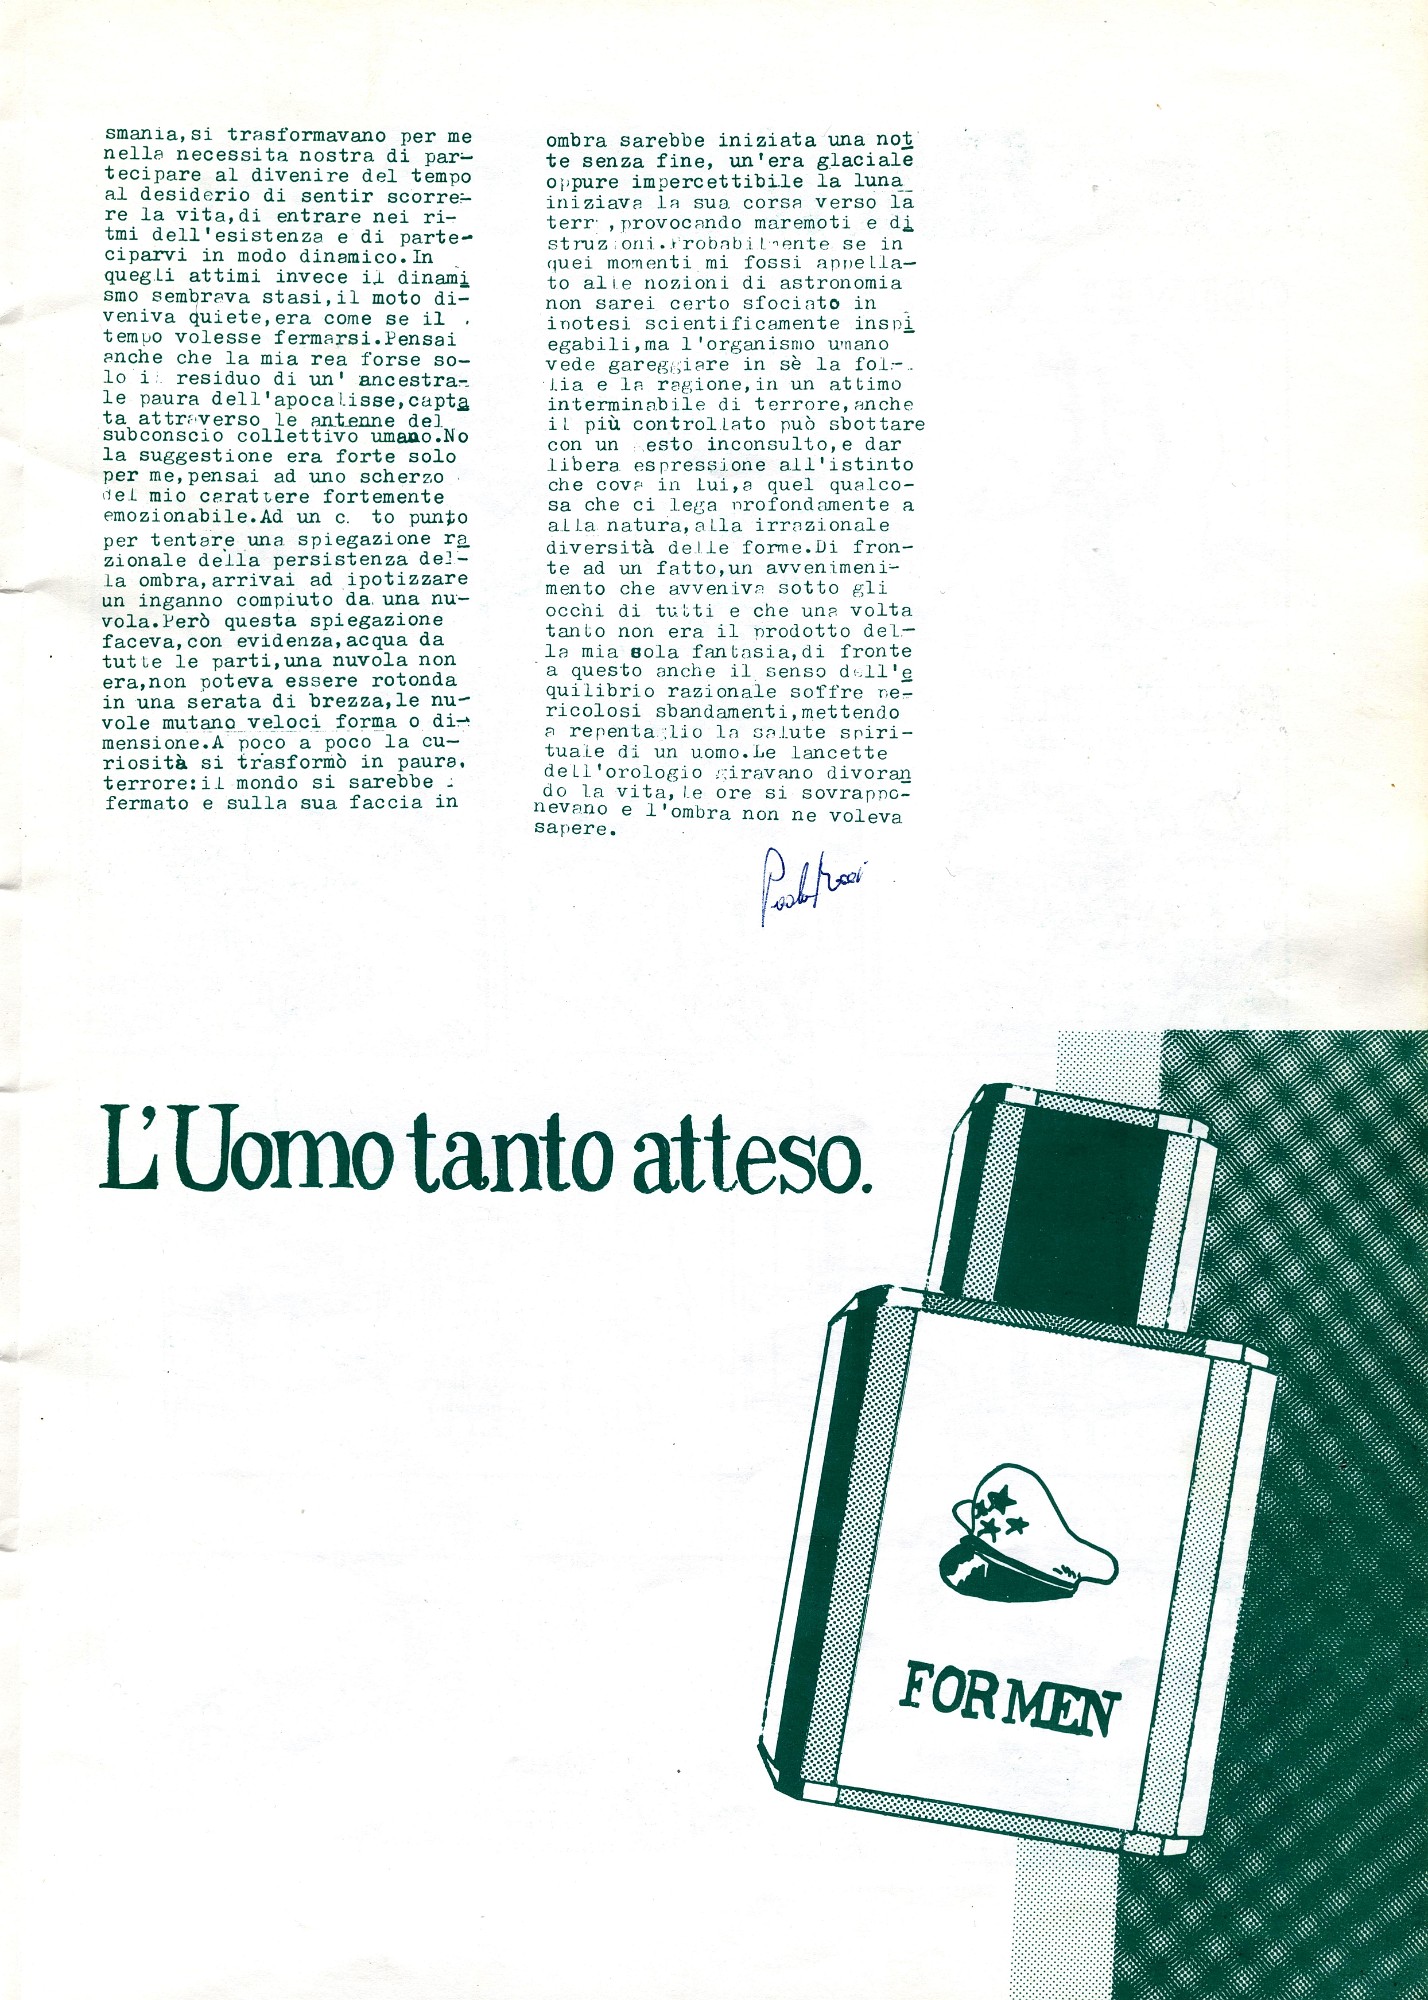 smania,si trasformavano per me
nella necessita nostra di par-
tecipare al divenire del tempo
al desiderio di sentir scorre-
re la vita,di entrare nei ri-
tmi dell'esistenza e di parte-
ciparvi in modo dinamico.In
quegli attimi invece il dinami
smo sembrava stasi,il moto di-
veniva quiete,era come se il
tempo volesse fermarsi.Pensai
anche che la mia rea forse so-
lo il residuo di un' ancestra-
le paura dell'apocalisse,capta
ta attraverso le antenne del
subconscio collettivo umano.No
la suggestione era forte solo
per me,pensai ad uno scherzo
del mio carattere fortemente
emozionabile.Ad un c to punto
per tentare una spiegazione ra
zionale della persistenza del-
la ombra,arrivai ad ipotizzare
un inganno compiuto da una nu-
vola.Però questa spiegazione
faceva,con evidenza,acqua da
tutte le parti,una nuvola non
era,non poteva essere rotonda
in una serata di brezza,le nu-
vole mutano veloci forma o di-
mensione.A poco a poco la cu-
riosità si trasformò in paura,
terrore:il mondo si sarebbe
fermato e sulla sua faccia in
ombra sarebbe iniziata una not
te senza fine, un'era glaciale
oppure impercettibile la luna
iniziava la sua corsa verso la
terr ,provocando maremoti e di
struzioni.Probabilmente se in
quei momenti mi fossi appella-
to alle nozioni di astronomia
non sarei certo sfociato in
ipotesi scientificamente inspi
egabili,ma l'organismo umano
vede gareggiare in sè la fol-
lia e la ragione,in un attimo
interminabile di terrore,anche
il più controllato può sbottare
con un esto inconsulto,e dar
libera espressione all'istinto
che cova in lui,a quel qualco-
sa che ci lega profondamente a
alla natura,alla irrazionale
diversità delle forme.Di fron-
te ad un fatto,un avvenimeni-
mento che avveniva sotto gli
occhi di tutti e che una volta
tanto non era il prodotto del-
la mia sola fantasia,di fronte
a questo anche il senso dell'e
quilibrio razionale soffre pe-
ricolosi sbandamenti,mettendo
a repentaglio la salute spiri-
tuale di un uomo.Le lancette
dell'orologio giravano divoran
do la vita,le ore si sovrappo-
nevano e l'ombra non ne voleva
sapere.
L'Uomo tanto atteso.
FOR MEN